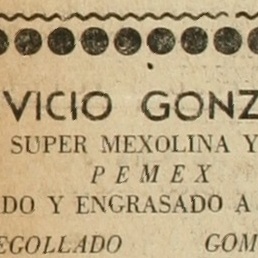 VICIO GONZ
SUPER MEXOLINA Y
PEMEX
DO Y ENGRASADO A
EGOLLADO GOM